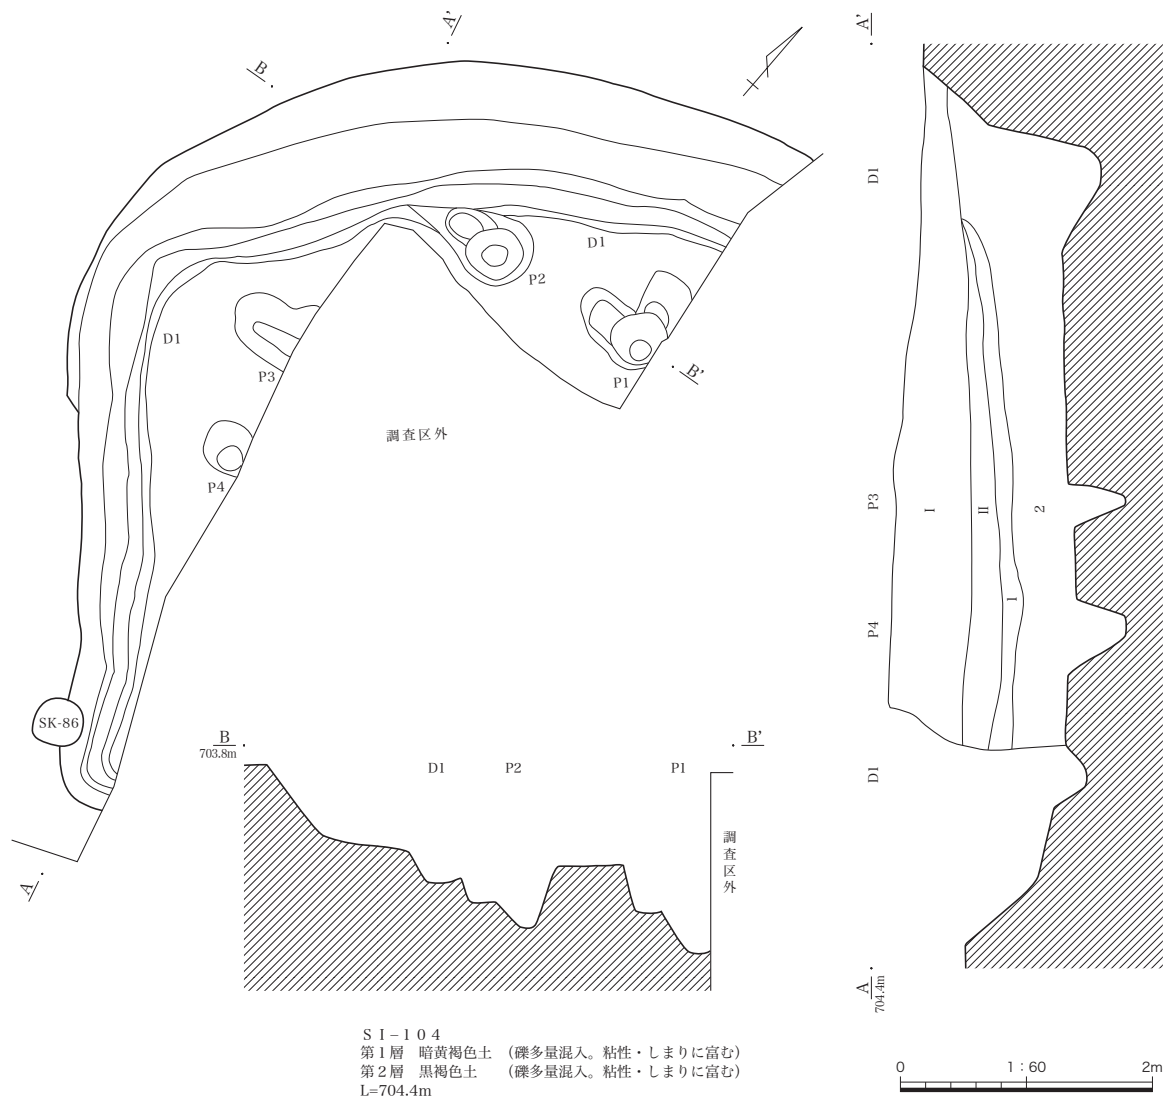 A'
B
D1
P2
D1
P3
P1
B'
調査区外
P4
SK-86
A
B
703.8m
B'
D1
P2
P1
調査区外
A'
D1
P3
I
II
2
1
P4
D1
A
704.4m
ＳＩ−１０４
第１層　暗黄褐色土　（礫多量混入。粘性・しまりに富む）
第２層　黒褐色土　　（礫多量混入。粘性・しまりに富む）
L=704.4m
0　1：60　2m